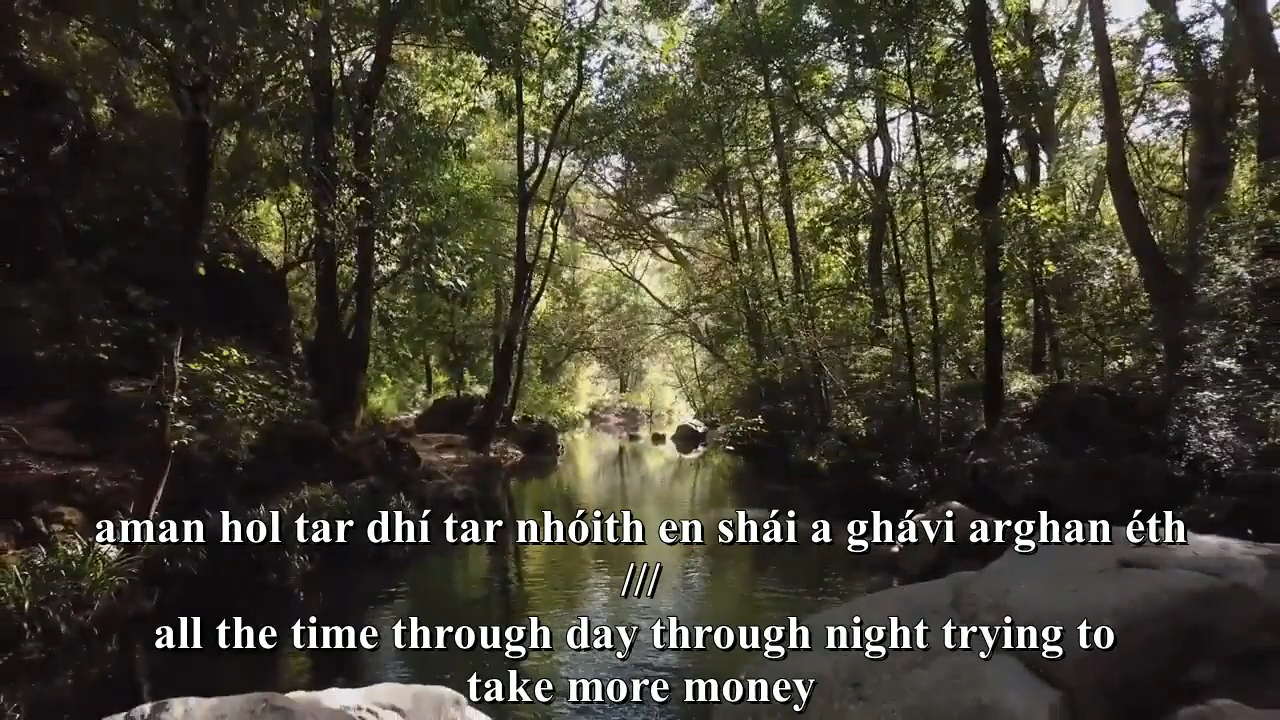 aman hol tar dhí tar nhóith en shái a ghávi arghan éth
///
all the time through day through night trying to
take more money